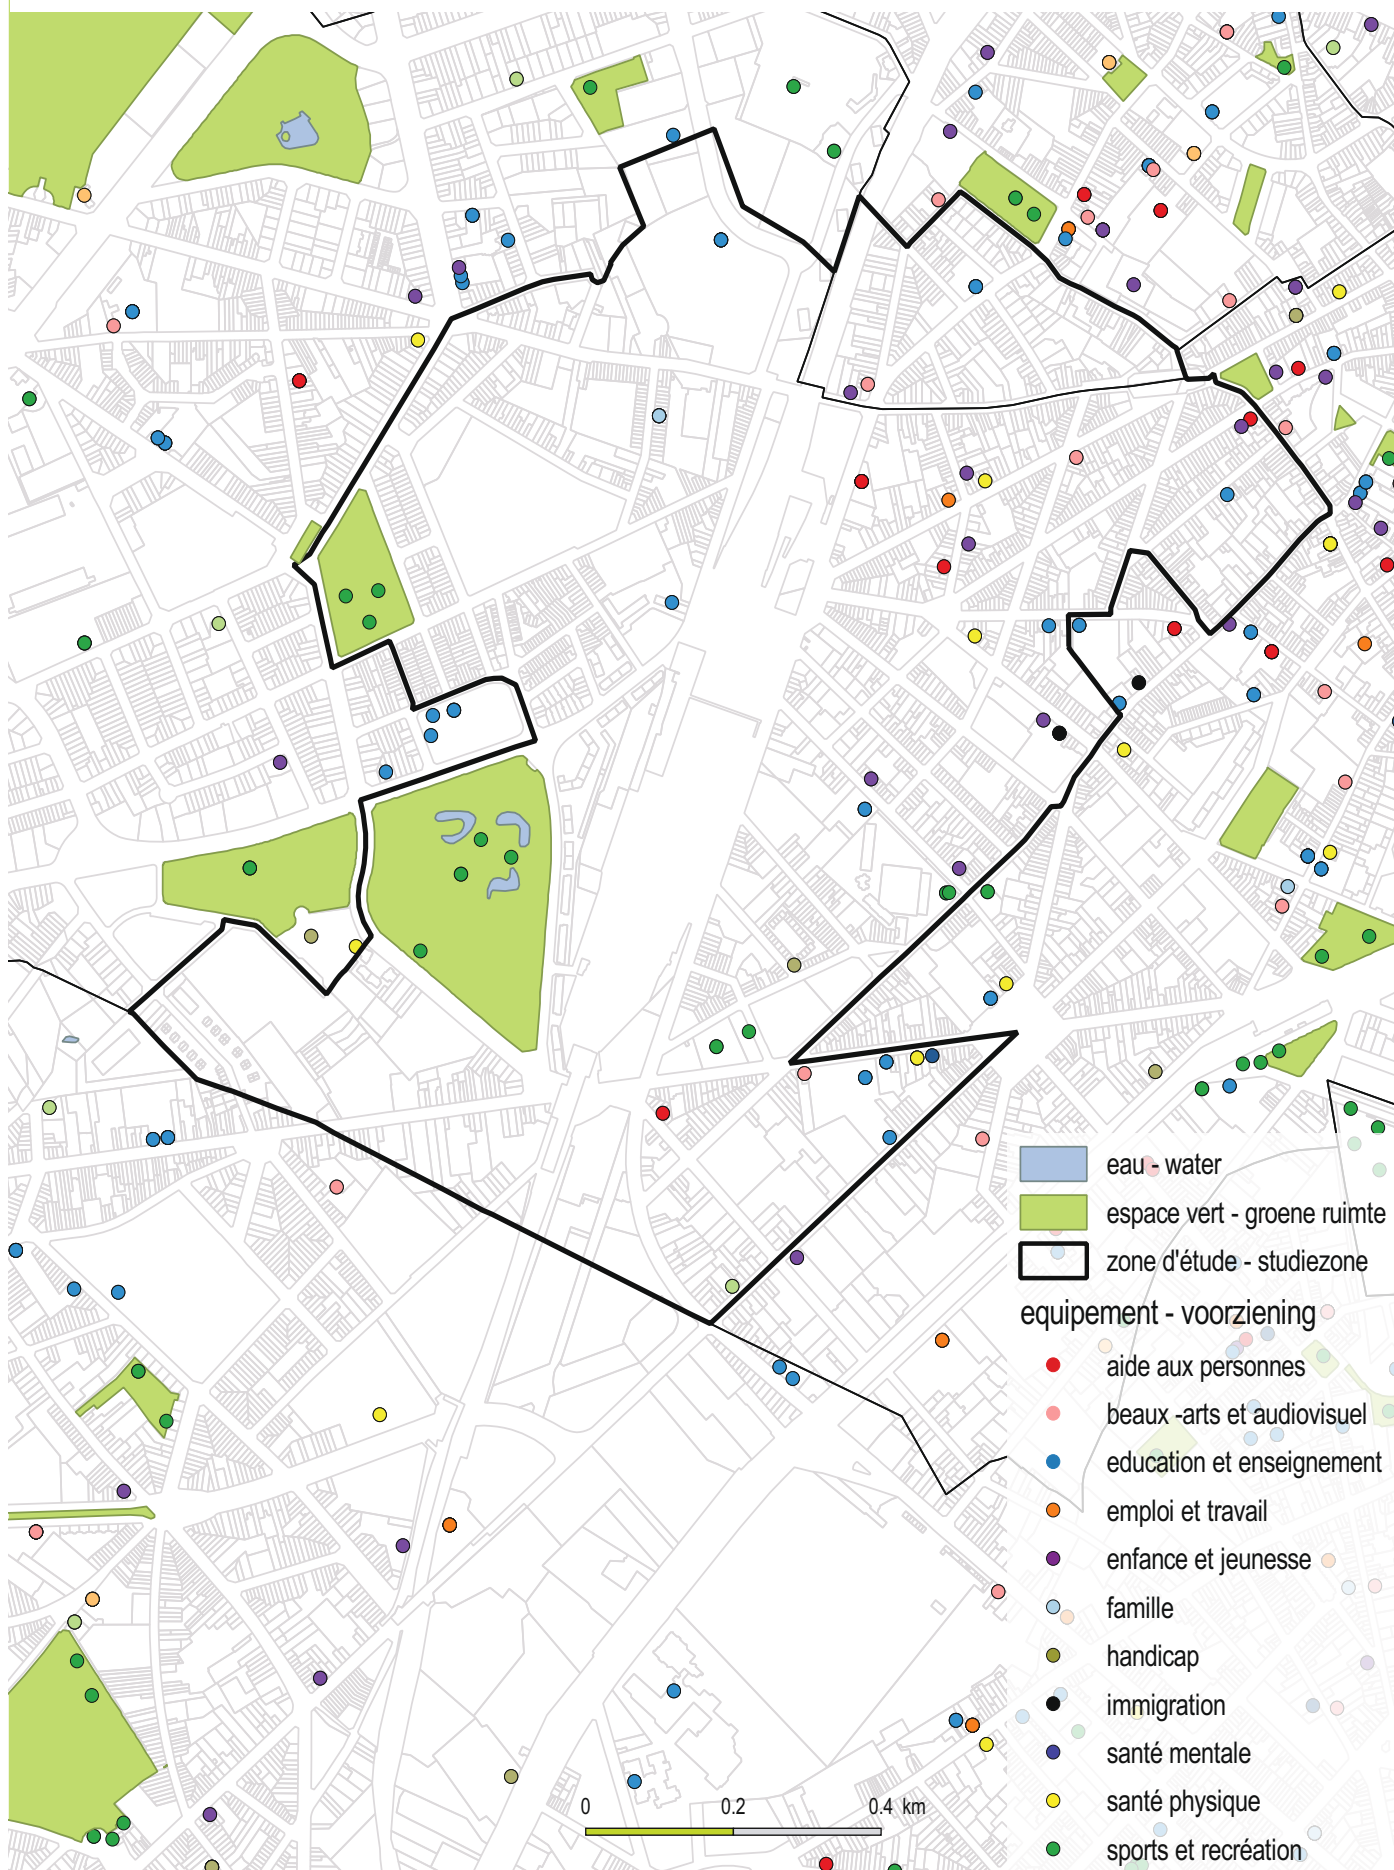 eau - water
espace vert - groene ruimte
zone d'étude - studiezone
equipement - voorziening
aide aux personnes
beaux -arts et audiovisuel
education et enseignement
emploi et travail
enfance et jeunesse
famille
handicap
immigration
santé mentale
santé physique
sports et recréation
0 0.2 0.4 km